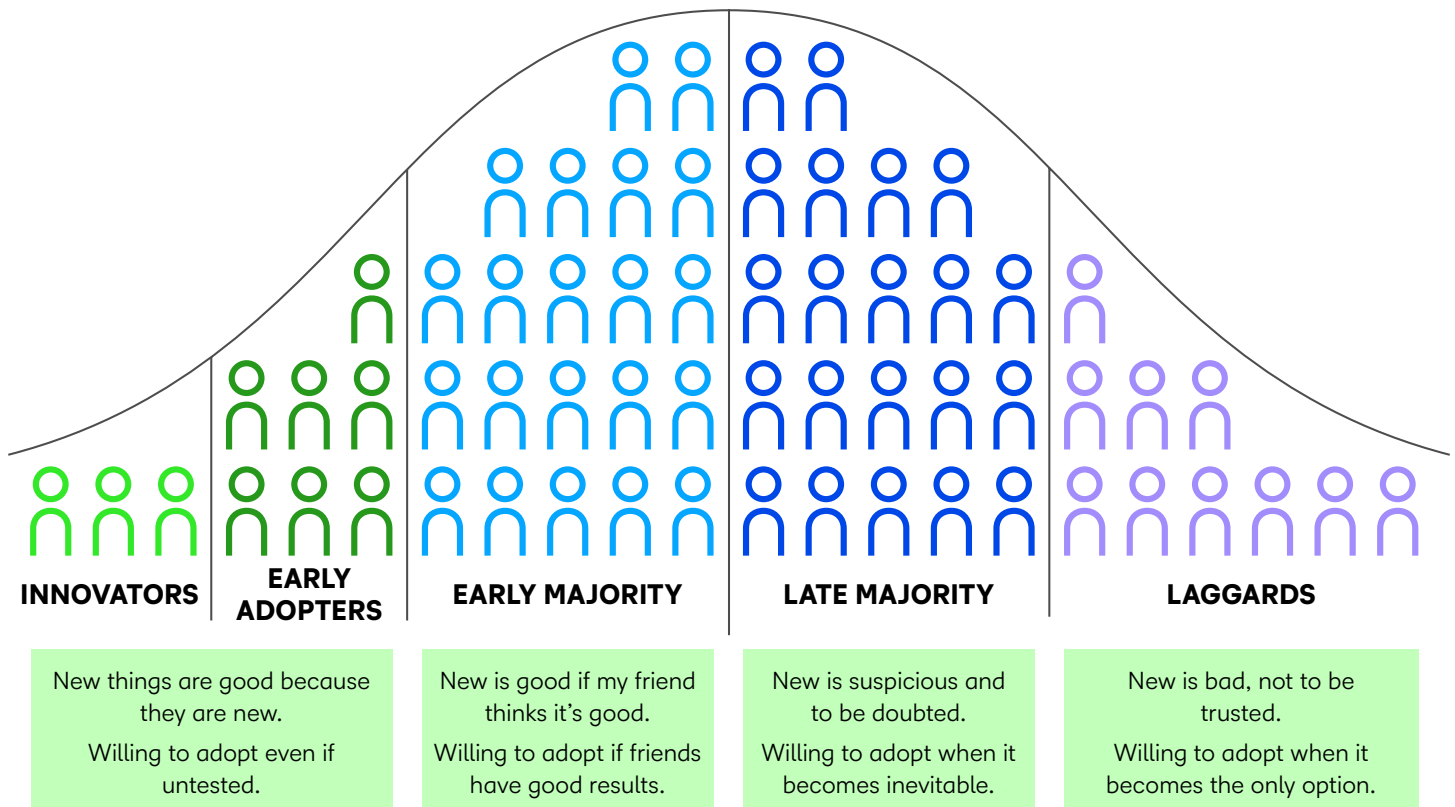 INNOVATORS
EARLY
ADOPTERS
EARLY MAJORITY
LATE MAJORITY
LAGGARDS
New things are good because
they are new.
Willing to adopt even if
untested.
New is good if my friend
thinks it’s good.
Willing to adopt if friends
have good results.
New is suspicious and
to be doubted.
Willing to adopt when it
becomes inevitable.
New is bad, not to be
trusted.
Willing to adopt when it
becomes the only option.